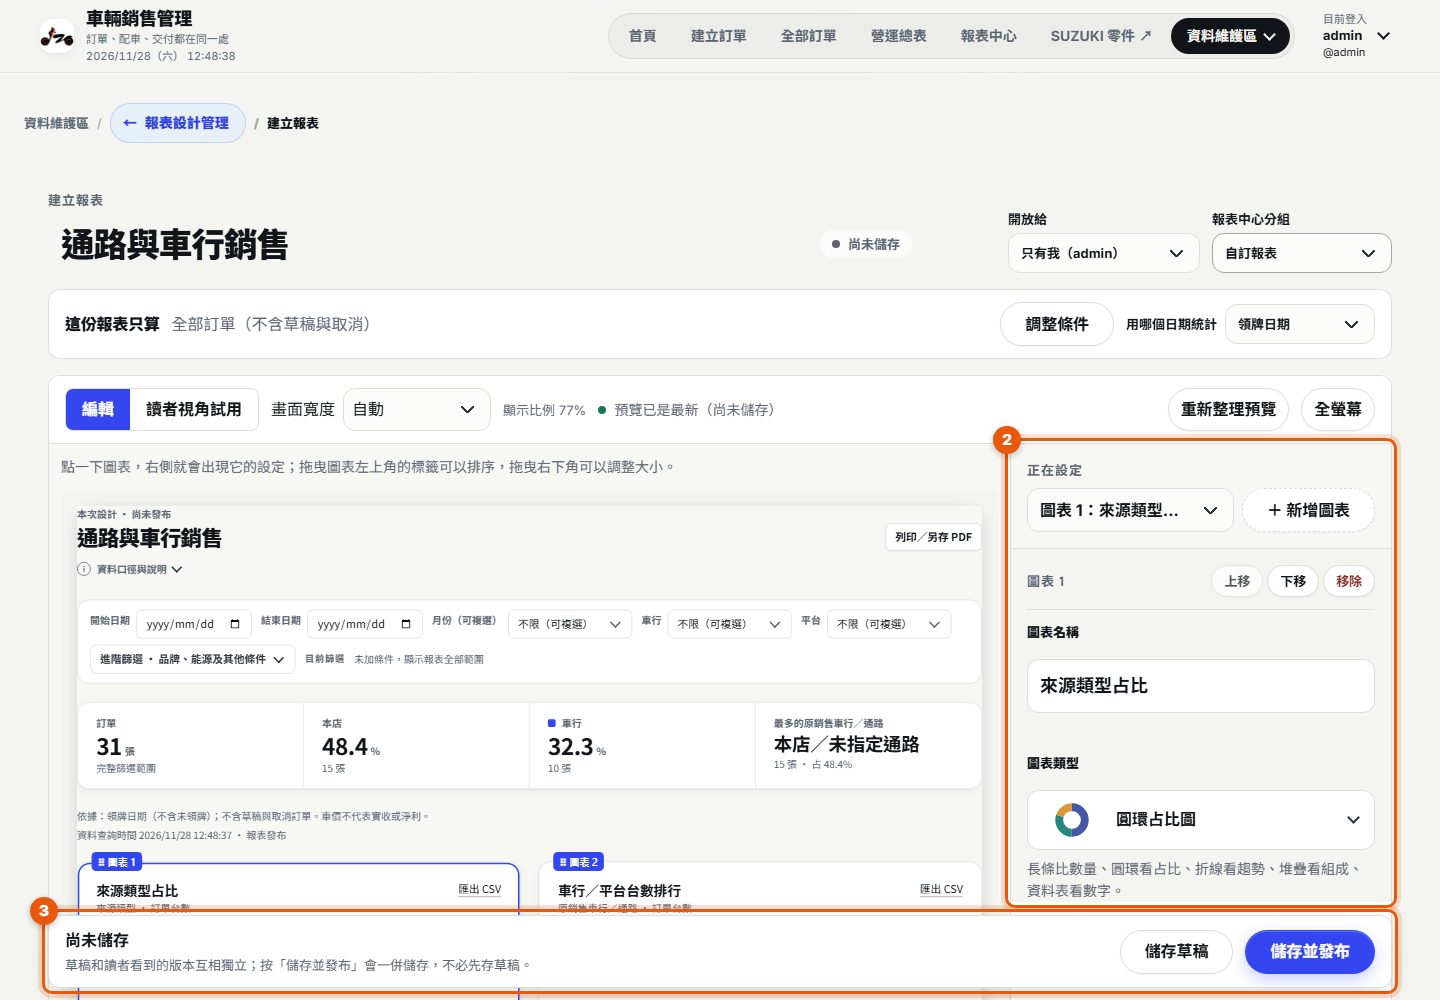 車輛銷售管理
訂單、配車、交付都在同一處
2026/11/28（六） 12:48:38
首頁
建立訂單
全部訂單
營運總表
報表中心
SUZUKI 零件 ↗
資料維護區
目前登入
admin
@admin
資料維護區 / ← 報表設計管理 / 建立報表
建立報表
通路與車行銷售
尚未儲存
開放給
只有我（admin）
報表中心分組
自訂報表
這份報表只算 全部訂單（不含草稿與取消）
調整條件
用哪個日期統計
領牌日期
編輯
讀者視角試用
畫面寬度
自動
顯示比例 77%
預覽已是最新（尚未儲存）
重新整理預覽
全螢幕
點一下圖表，右側就會出現它的設定；拖曳圖表左上角的標籤可以排序，拖曳右下角可以調整大小。
本次設計 · 尚未發布
通路與車行銷售
列印／另存 PDF
資料口徑與說明
開始日期
yyyy/mm/dd
結束日期
yyyy/mm/dd
月份（可複選）
不限（可複選）
車行
不限（可複選）
平台
不限（可複選）
進階篩選 · 品牌、能源及其他條件
目前篩選 未加條件，顯示報表全部範圍
訂單
31 張
完整篩選範圍
本店
48.4 %
15 張
車行
32.3 %
10 張
最多的原銷售車行／通路
本店／未指定通路
15 張 · 占 48.4%
依據：領牌日期（不含未領牌）；不含草稿與取消訂單。車價不代表實收或淨利。
資料查詢時間 2026/11/28 12:48:37 · 報表發布
⠿ 圖表 1
來源類型占比
匯出 CSV
來源類型 · 訂單台數
⠿ 圖表 2
車行／平台台數排行
匯出 CSV
原銷售車行／通路 · 訂單台數
2
正在設定
圖表 1：來源類型...
＋ 新增圖表
圖表 1
上移
下移
移除
圖表名稱
來源類型占比
圖表類型
圓環占比圖
長條比數量、圓環看占比、折線看趨勢、堆疊看組成、
資料表看數字。
3
尚未儲存
草稿和讀者看到的版本互相獨立；按「儲存並發布」會一併儲存，不必先存草稿。
儲存草稿
儲存並發布